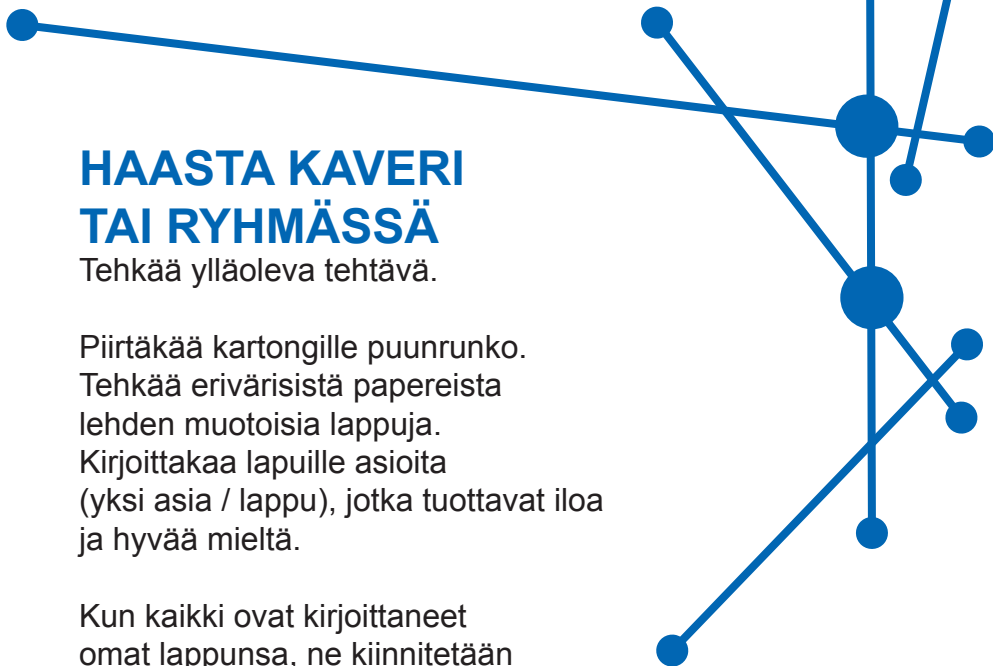 HAASTA KAVERI
TAI RYHMÄSSÄ
Tehkää ylläoleva tehtävä.
Piirtäkää kartongille puunrunko.
Tehkää erivärisistä papereista
lehden muotoisia lappuja.
Kirjoittakaa lapuille asioita
(yksi asia / lappu), jotka tuottavat iloa
ja hyvää mieltä.
Kun kaikki ovat kirjoittaneet
omat lappunsa, ne kiinnitetään